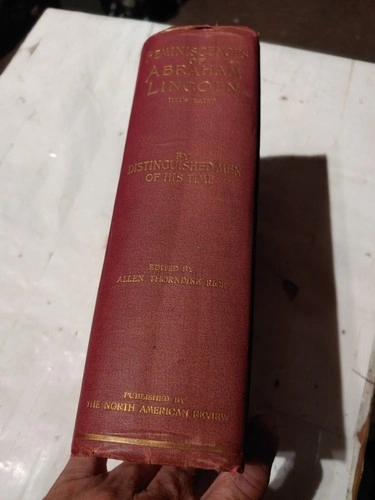 REMINISCENCES
OF
ABRAHAM
LINCOLN
ILLUSTRATED
BY
DISTINGUISHED MEN
OF HIS TIME
EDITED BY
ALLEN THORNDIKE RICE
PUBLISHED BY
THE NORTH AMERICAN REVIEW